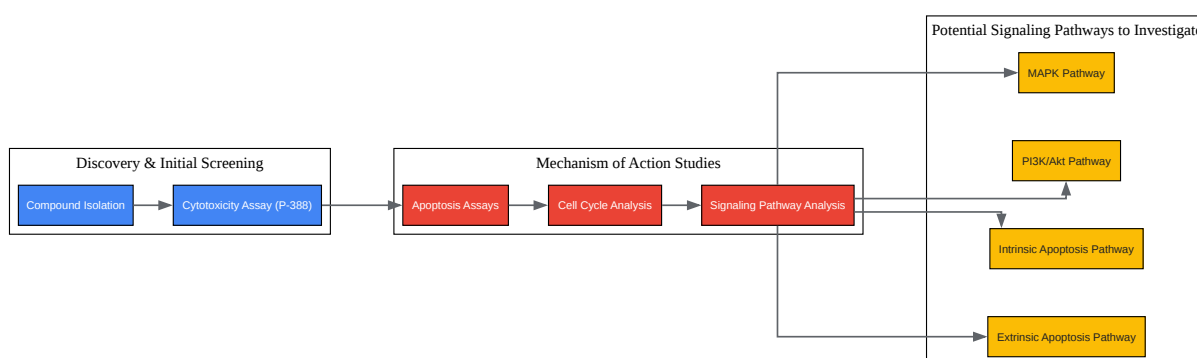 Potential Signaling Pathways to Investigate
MAPK Pathway
Discovery & Initial Screening
Mechanism of Action Studies
PI3K/Akt Pathway
Compound Isolation
Cytotoxicity Assay (P-388)
Apoptosis Assays
Cell Cycle Analysis
Signaling Pathway Analysis
Intrinsic Apoptosis Pathway
Extrinsic Apoptosis Pathway